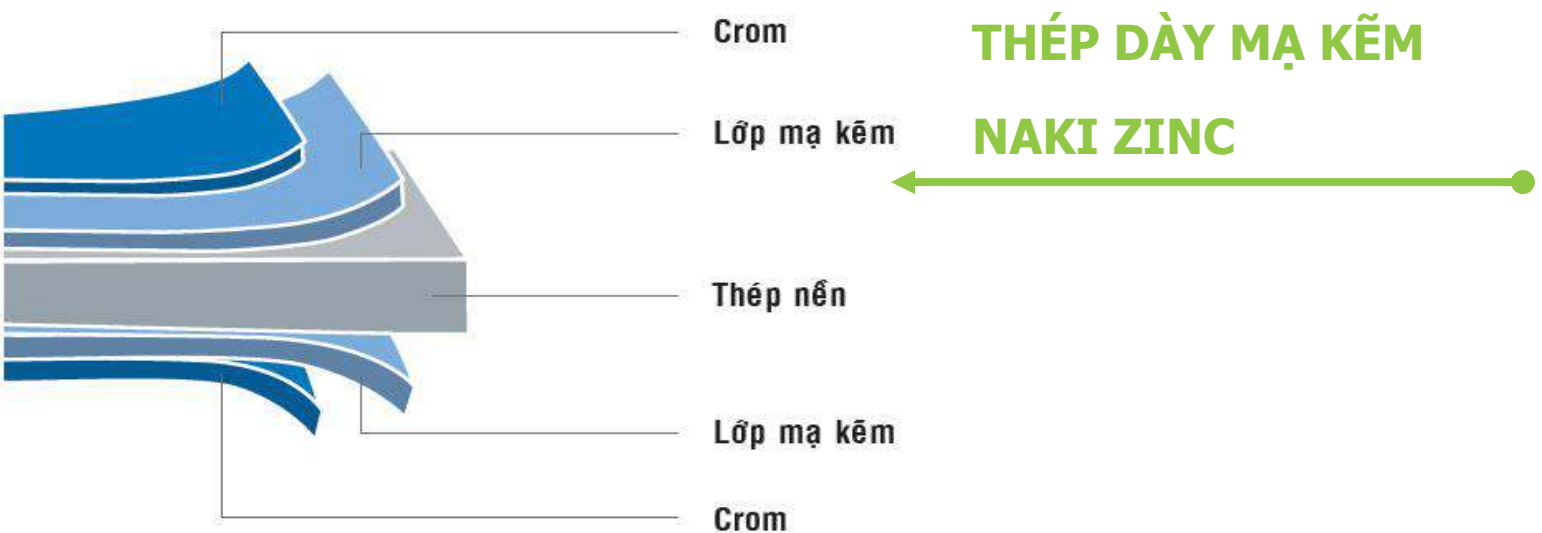 Crom
THÉP DÀY MẠ KẼM
Lớp mạ kẽm
NAKI ZINC
Thép nền
Lớp mạ kẽm
Crom